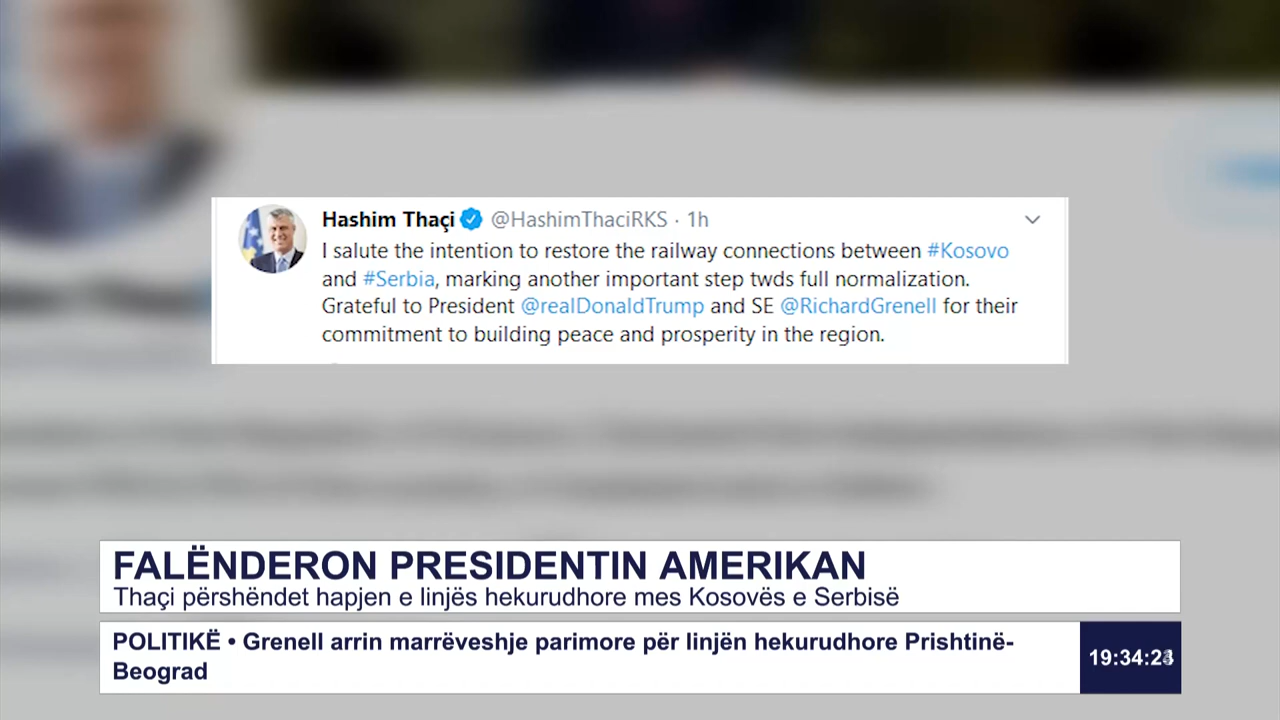 Hashim Thaçi @HashimThaciRKS · 1h
I salute the intention to restore the railway connections between #Kosovo
and #Serbia, marking another important step twds full normalization.
Grateful to President @realDonaldTrump and SE @RichardGrenell for their
commitment to building peace and prosperity in the region.
FALËNDERON PRESIDENTIN AMERIKAN
Thaçi përshëndet hapjen e linjës hekurudhore mes Kosovës e Serbisë
POLITIKË • Grenell arrin marrëveshje parimore për linjën hekurudhore Prishtinë-
Beograd